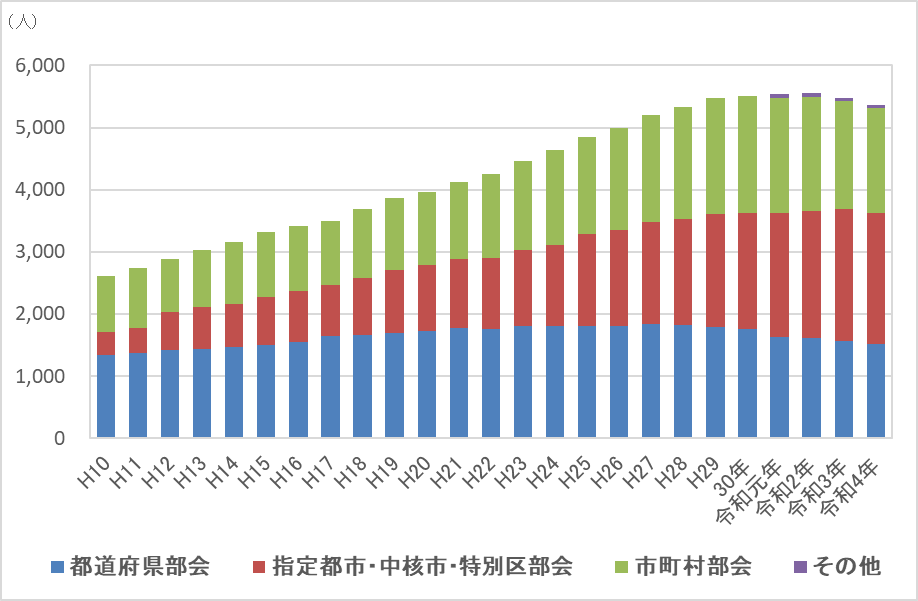 （人）
6,000
5,000
4,000
3,000
2,000
1,000
0
H10
H11
H12
H13
H14
H15
H16
H17
H18
H19
H20
H21
H22
H23
H24
H25
H26
H27
H28
H29
30年
令和元年
令和2年
令和3年
令和4年
都道府県部会 指定都市・中核市・特別区部会 市町村部会 その他